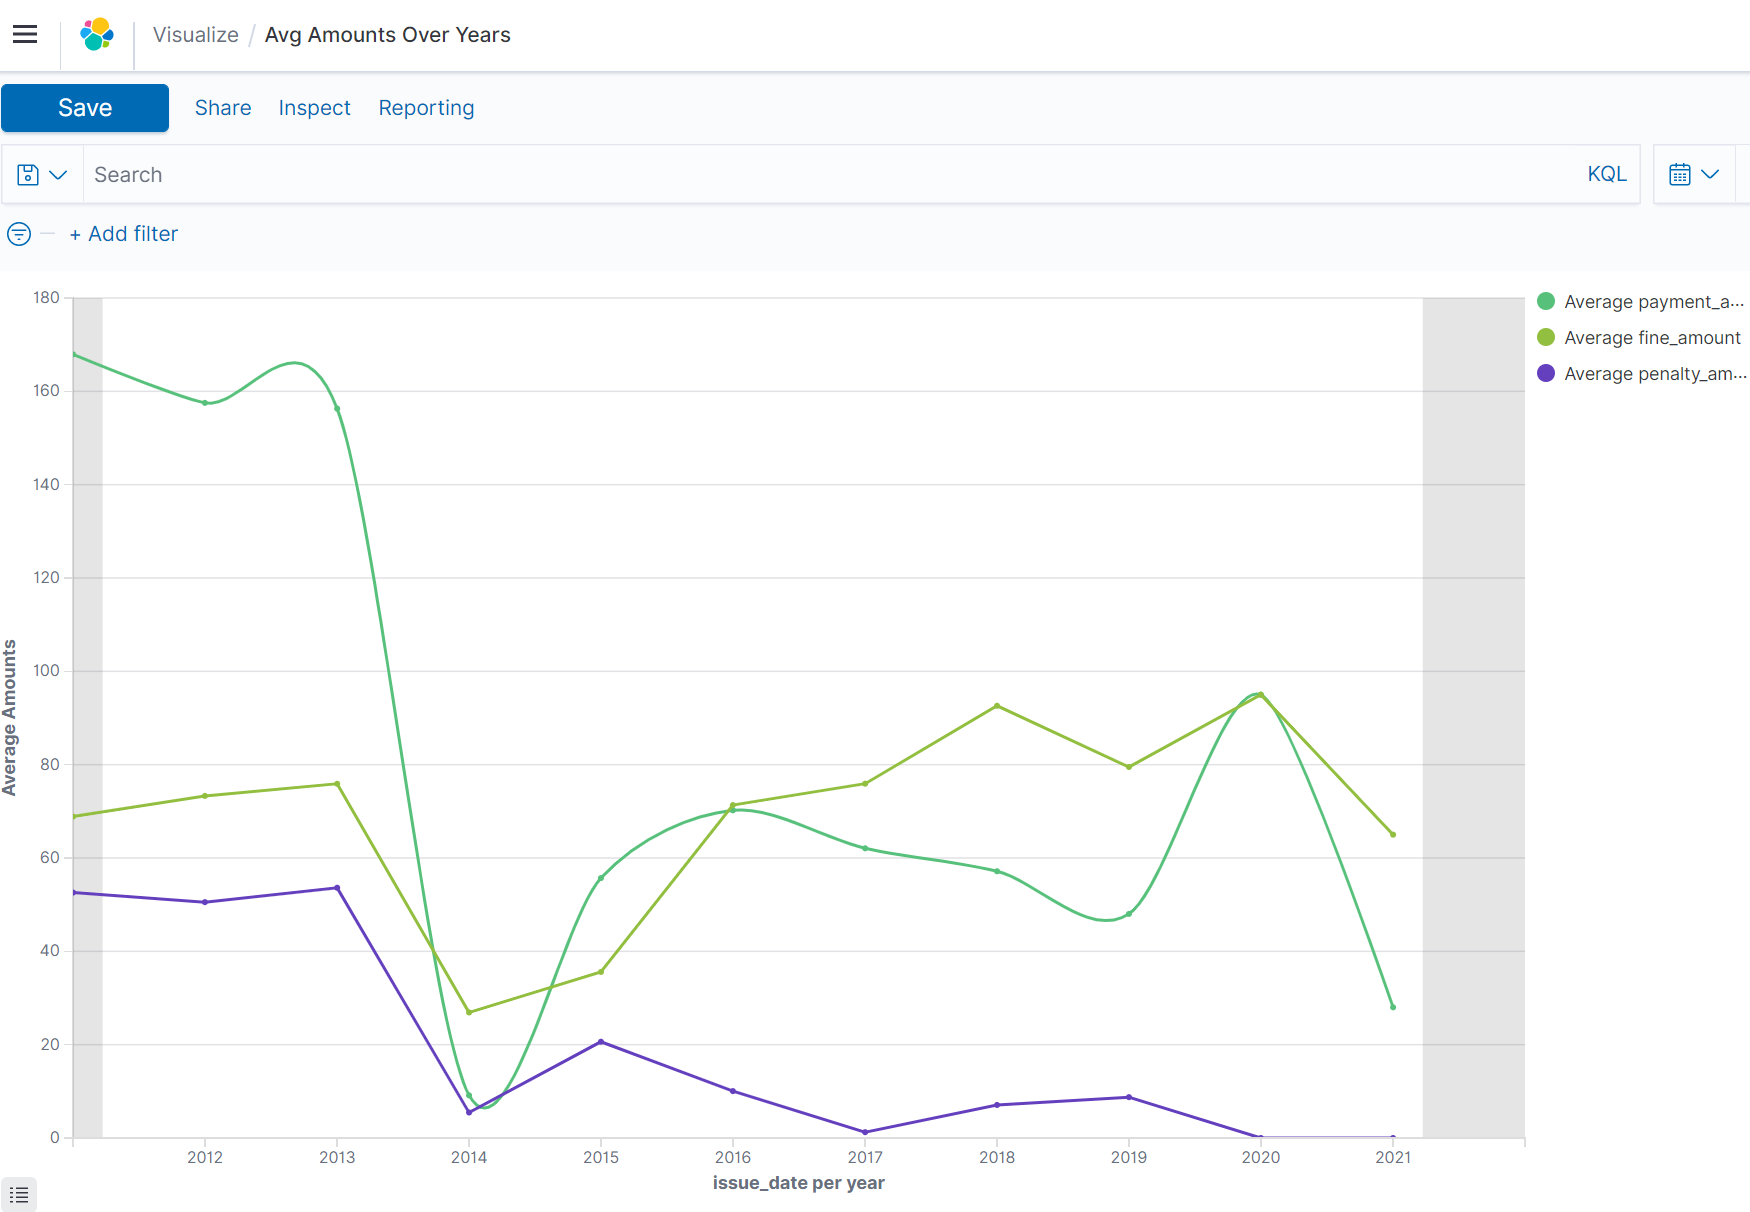 Visualize / Avg Amounts Over Years
Save Share Inspect Reporting
Search KQL
+ Add filter
180
160
140
120
100
80
60
40
20
0
Average Amounts
2012 2013 2014 2015 2016 2017 2018 2019 2020 2021
issue_date per year
Average payment_a...
Average fine_amount
Average penalty_am...